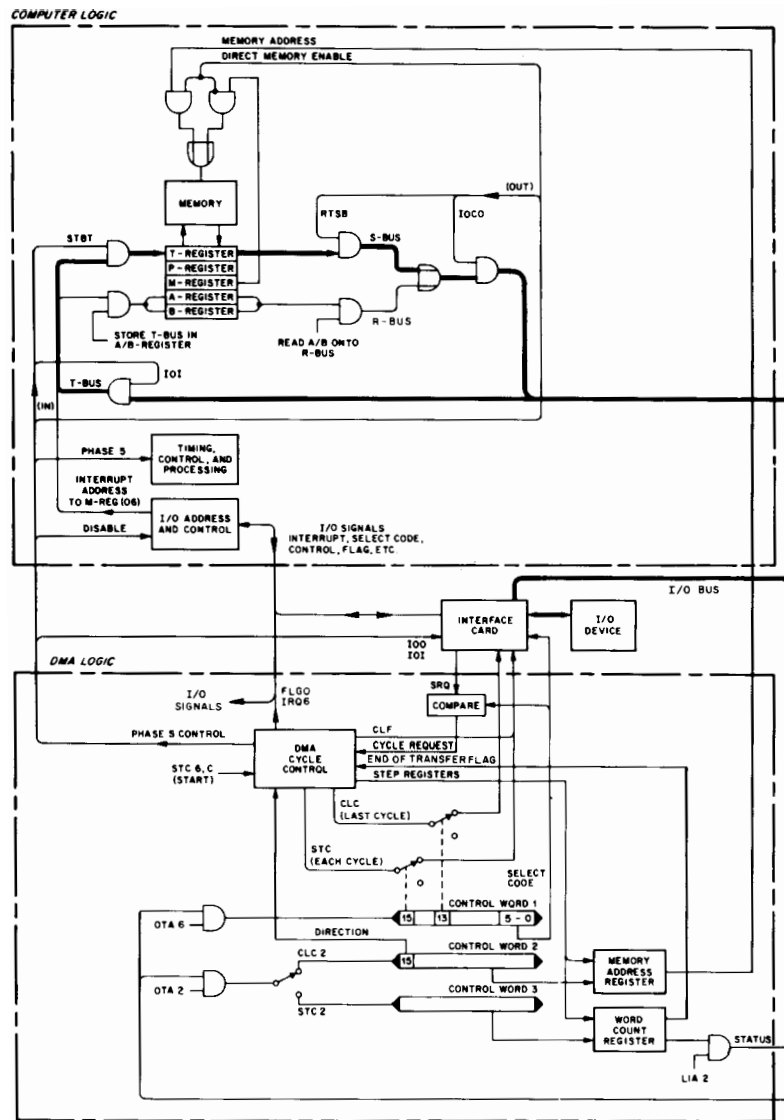 COMPUTER LOGIC
MEMORY ADDRESS
DIRECT MEMORY ENABLE
MEMORY
(OUT)
RTSB
IOCO
STBT
S-BUS
T - REGISTER
P - REGISTER
M - REGISTER
A - REGISTER
B - REGISTER
R-BUS
STORE T-BUS IN
A/B-REGISTER
READ A/B ONTO
R-BUS
IOI
T-BUS
(IN)
PHASE 5
TIMING,
CONTROL, AND
PROCESSING
INTERRUPT
ADDRESS
TO M-REG (06)
I/O ADDRESS
AND CONTROL
DISABLE
I/O SIGNALS
INTERRUPT, SELECT CODE,
CONTROL, FLAG, ETC.
I/O BUS
INTERFACE
CARD
I/O
DEVICE
IOO
IOI
DMA LOGIC
SRQ
I/O
SIGNALS
FLGO
IRQ6
COMPARE
PHASE 5 CONTROL
DMA
CYCLE
CONTROL
CLF
CYCLE REQUEST
END OF TRANSFER FLAG
STEP REGISTERS
STC 6, C
(START)
CLC
(LAST CYCLE)
STC
(EACH CYCLE)
SELECT
CODE
CONTROL WORD 1
15
13
5 - 0
OTA 6
DIRECTION
CONTROL WORD 2
CLC 2
15
MEMORY
ADDRESS
REGISTER
OTA 2
CONTROL WORD 3
STC 2
WORD
COUNT
REGISTER
STATUS
LIA 2